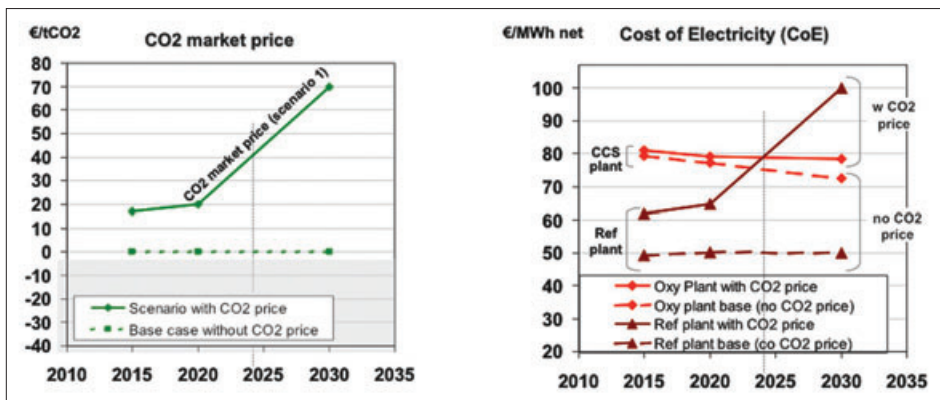 €/tCO2
CO2 market price
70
60
50
40
30
20
10
0
-10
-20
-30
-40
CO2 market price (scenario 1)
Scenario with CO2 price
Base case without CO2 price
2010 2015 2020 2025 2030 2035
€/MWh net
Cost of Electricity (CoE)
100
90
80
70
60
50
40
30
20
CCS
plant
Ref
plant
w CO2
price
no CO2
price
Oxy Plant with CO2 price
Oxy plant base (no CO2 price)
Ref plant with CO2 price
Ref plant base (co CO2 price)
2010 2015 2020 2025 2030 2035